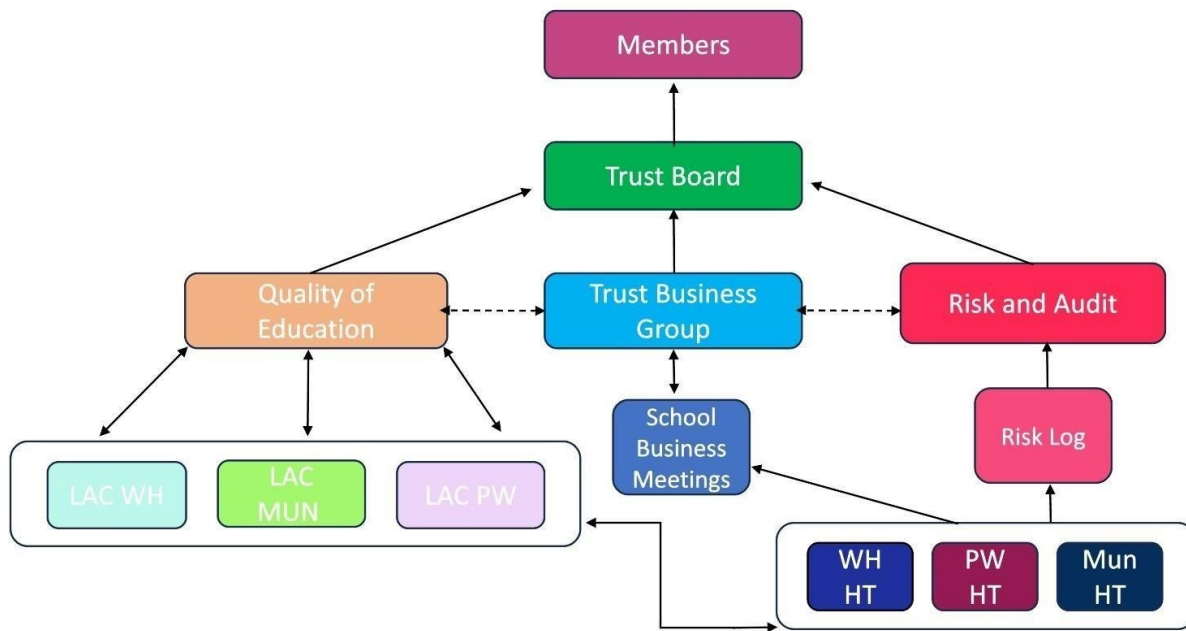 Members
Trust Board
Quality of
Education
Trust Business
Group
Risk and Audit
School
Business
Meetings
Risk Log
LAC WH
LAC
MUN
LAC PW
WH
HT
PW
HT
Mun
HT